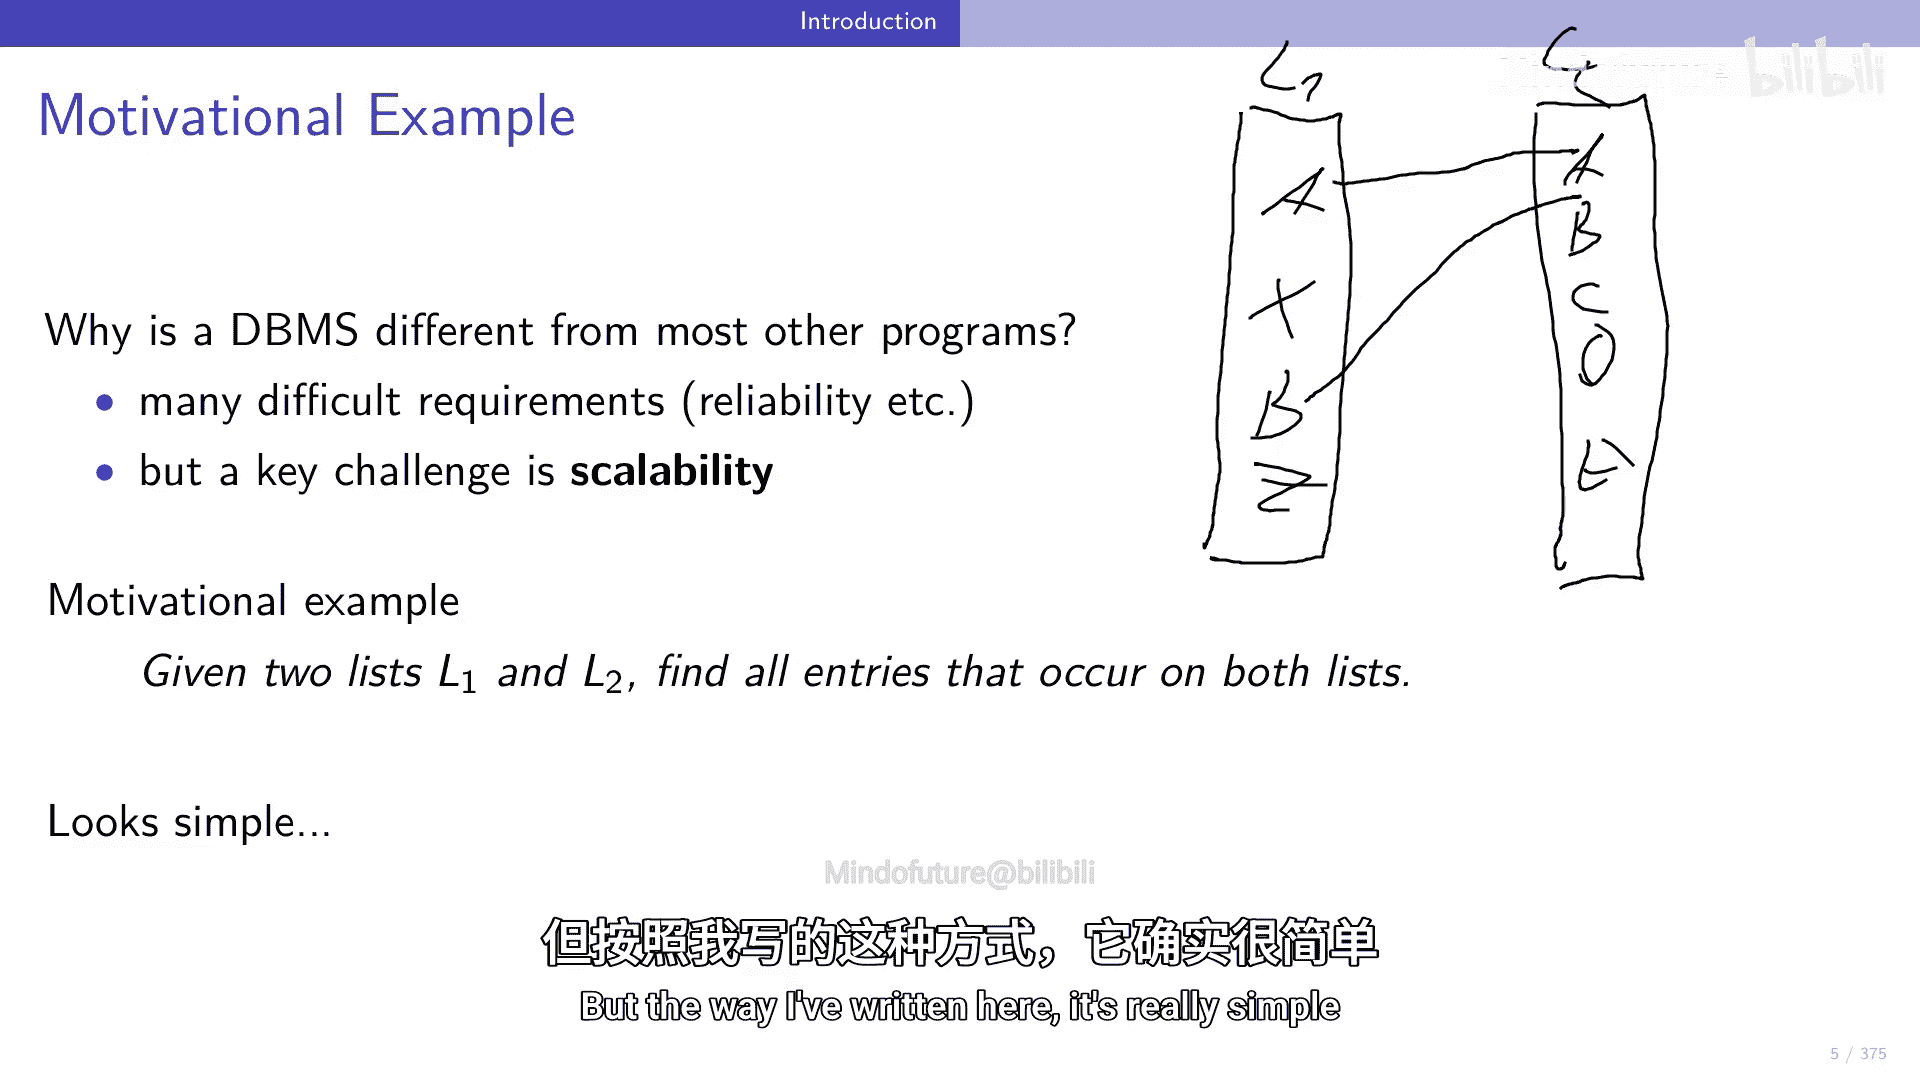 Introduction
bilibili
Motivational Example
L1
A
X
B
Z
A
B
C
D
E
Why is a DBMS different from most other programs?
• many difficult requirements (reliability etc.)
• but a key challenge is scalability
Motivational example
Given two lists L1 and L2, find all entries that occur on both lists.
Looks simple...
Mindofuture@bilibili
但按照我写的这种方式，它确实很简单
But the way I've written here, it's really simple
5 / 375